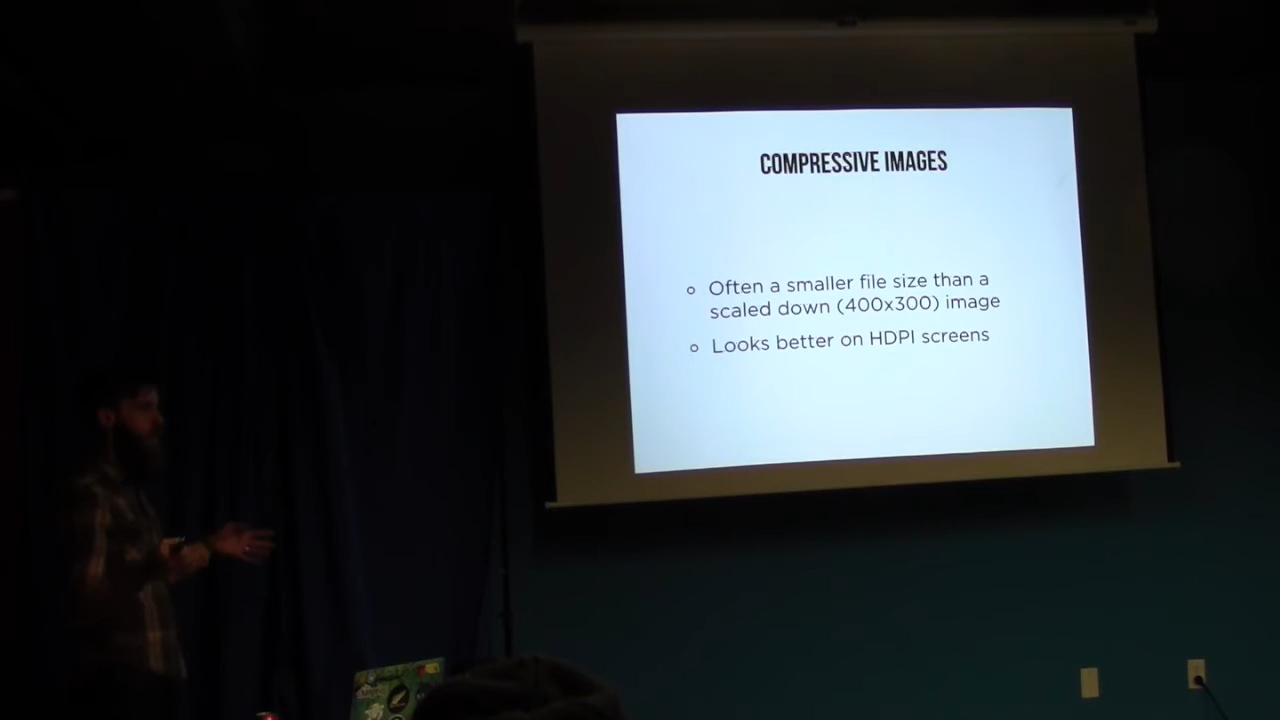 COMPRESSIVE IMAGES
Often a smaller file size than a
scaled down (400x300) image
Looks better on HDPI screens